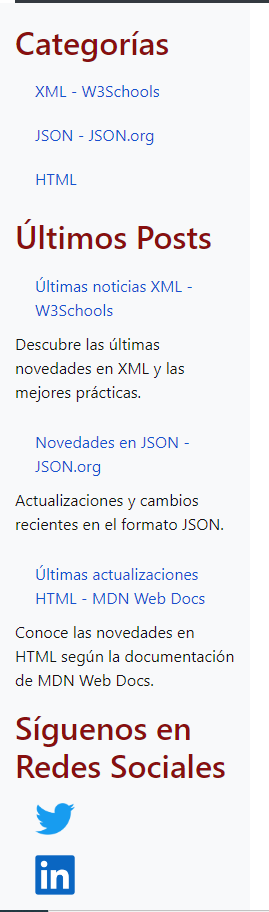 Categorías
XML - W3Schools
JSON - JSON.org
HTML
Últimos Posts
Últimas noticias XML -
W3Schools
Descubre las últimas
novedades en XML y las
mejores prácticas.
Novedades en JSON -
JSON.org
Actualizaciones y cambios
recientes en el formato JSON.
Últimas actualizaciones
HTML - MDN Web Docs
Conoce las novedades en
HTML según la documentación
de MDN Web Docs.
Síguenos en
Redes Sociales
in